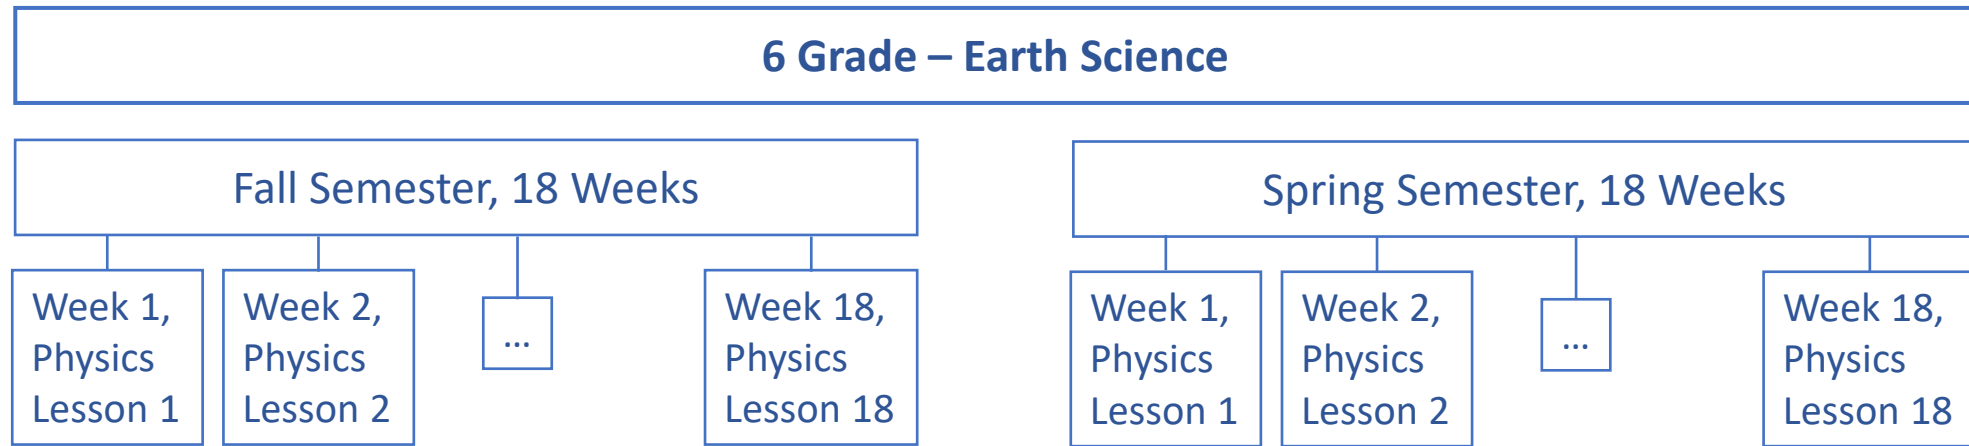 6 Grade – Earth Science
Fall Semester, 18 Weeks
Spring Semester, 18 Weeks
Week 1,
Physics
Lesson 1
Week 2,
Physics
Lesson 2
...
Week 18,
Physics
Lesson 18
Week 1,
Physics
Lesson 1
Week 2,
Physics
Lesson 2
...
Week 18,
Physics
Lesson 18